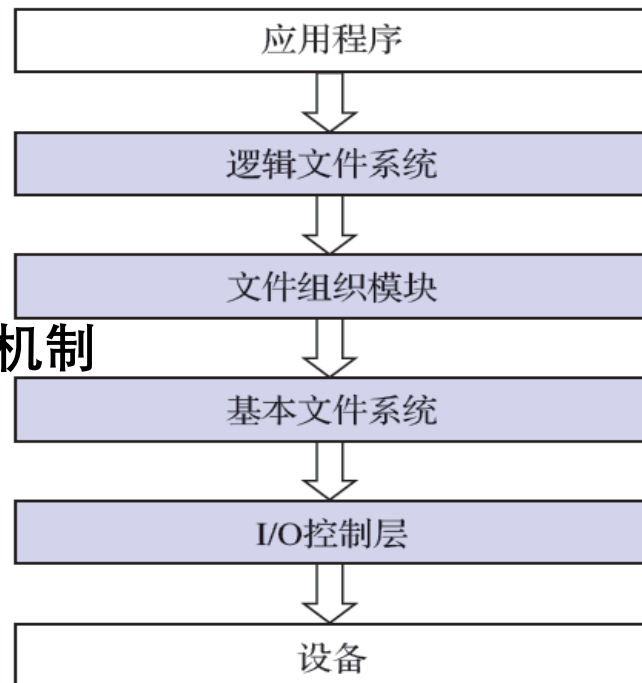 应用程序
逻辑文件系统
文件组织模块
机制
基本文件系统
I/O控制层
设备